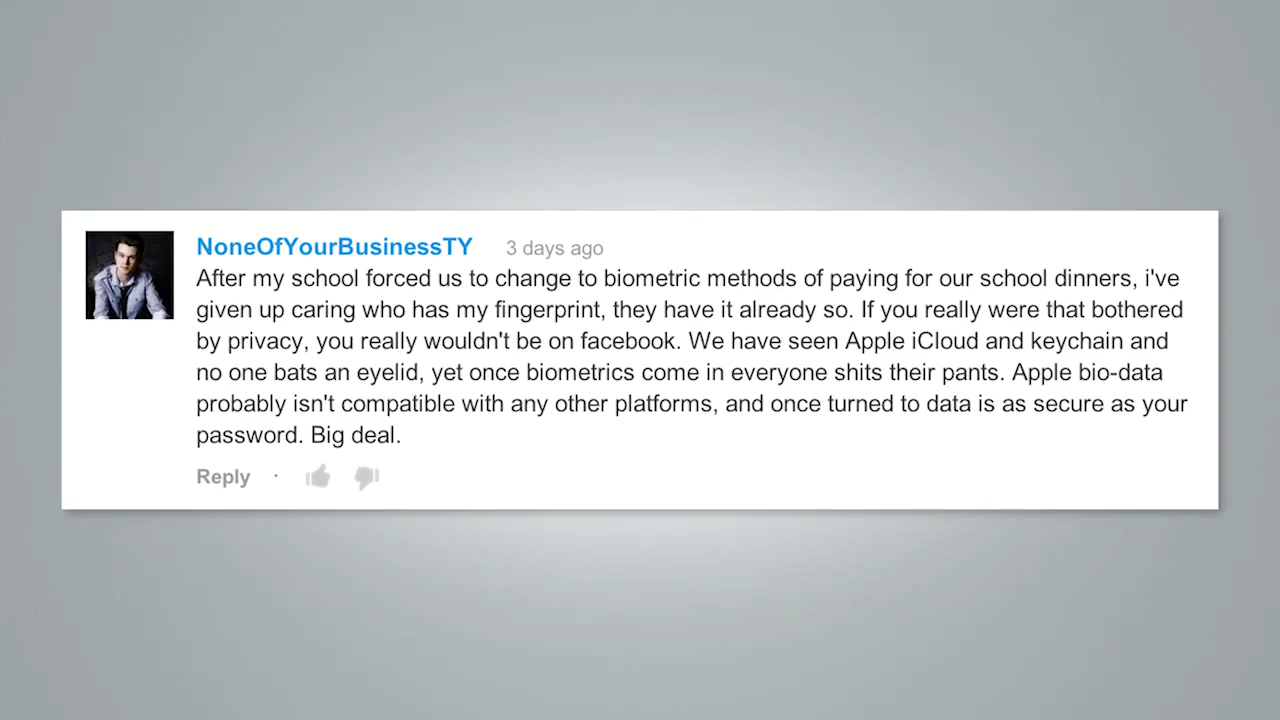 NoneOfYourBusinessTY 3 days ago
After my school forced us to change to biometric methods of paying for our school dinners, i've
given up caring who has my fingerprint, they have it already so. If you really were that bothered
by privacy, you really wouldn't be on facebook. We have seen Apple iCloud and keychain and
no one bats an eyelid, yet once biometrics come in everyone shits their pants. Apple bio-data
probably isn't compatible with any other platforms, and once turned to data is as secure as your
password. Big deal.
Reply ·